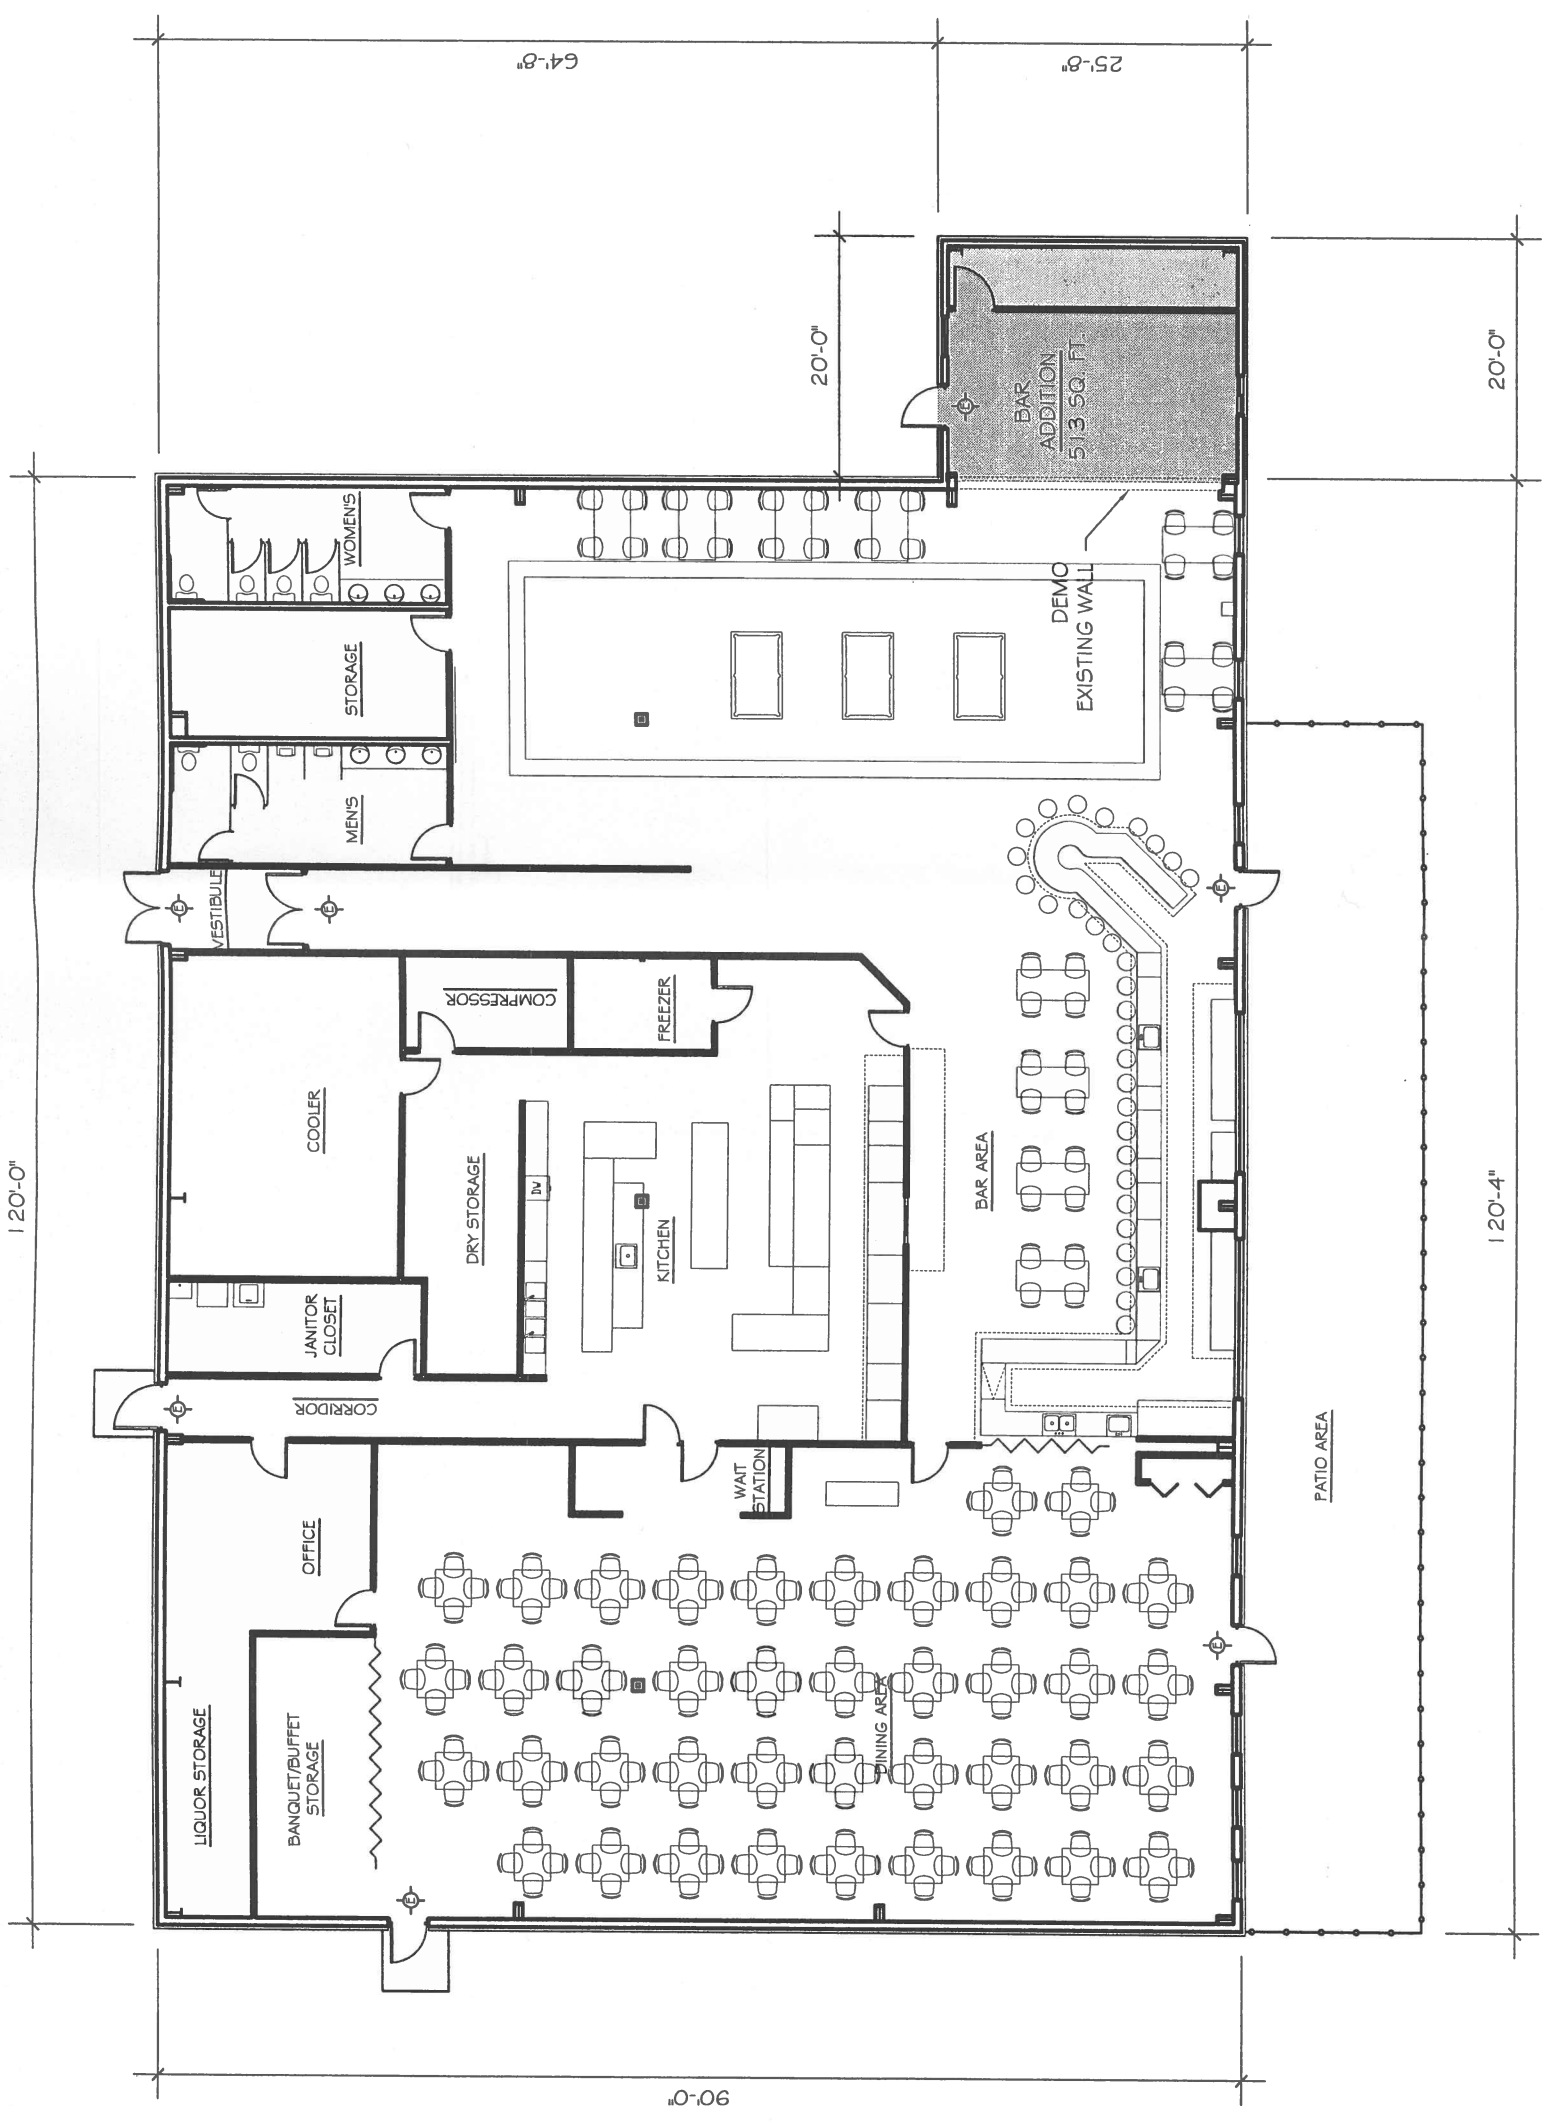 64'-8"
25'-8"
20'-0"
20'-0"
BAR
ADDITION
513 SQ. FT.
WOMEN'S
STORAGE
MEN'S
VESTIBULE
E
E
E
E
DEMO
EXISTING WALL
COMPRESSOR
FREEZER
COOLER
DRY STORAGE
DW
KITCHEN
BAR AREA
JANITOR
CLOSET
CORRIDOR
E
120'-0"
120'-4"
WAIT
STATION
OFFICE
PATIO AREA
E
LIQUOR STORAGE
BANQUET/BUFFET
STORAGE
DINING AREA
E
90'-0"